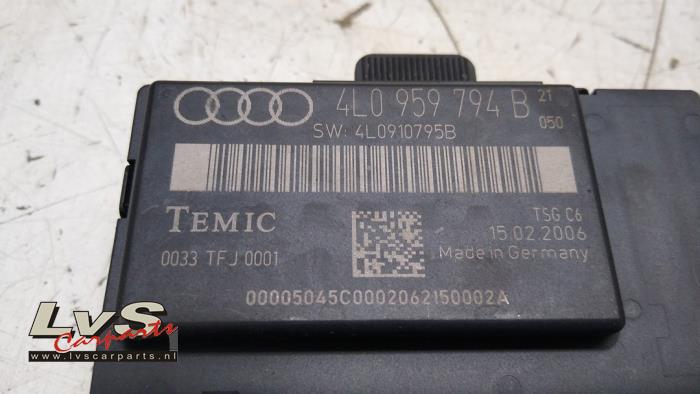 4L0 959 794 B 21
050
SW: 4L0910795B
TEMIC
TSG C6
15.02.2006
0033 TFJ 0001
Made in Germany
00005045C0002062150002A
LvS
Carparts
www.lvscarparts.nl